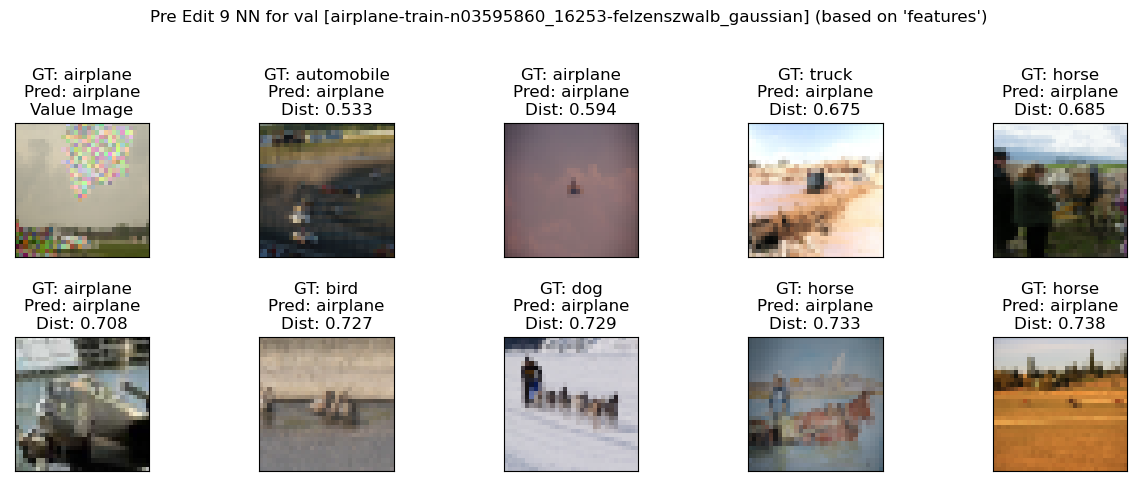 Pre Edit 9 NN for val [airplane-train-n03595860_16253-felzenszwalb_gaussian] (based on 'features')
GT: airplane
Pred: airplane
Value Image
GT: automobile
Pred: airplane
Dist: 0.533
GT: airplane
Pred: airplane
Dist: 0.594
GT: truck
Pred: airplane
Dist: 0.675
GT: horse
Pred: airplane
Dist: 0.685
GT: airplane
Pred: airplane
Dist: 0.708
GT: bird
Pred: airplane
Dist: 0.727
GT: dog
Pred: airplane
Dist: 0.729
GT: horse
Pred: airplane
Dist: 0.733
GT: horse
Pred: airplane
Dist: 0.738